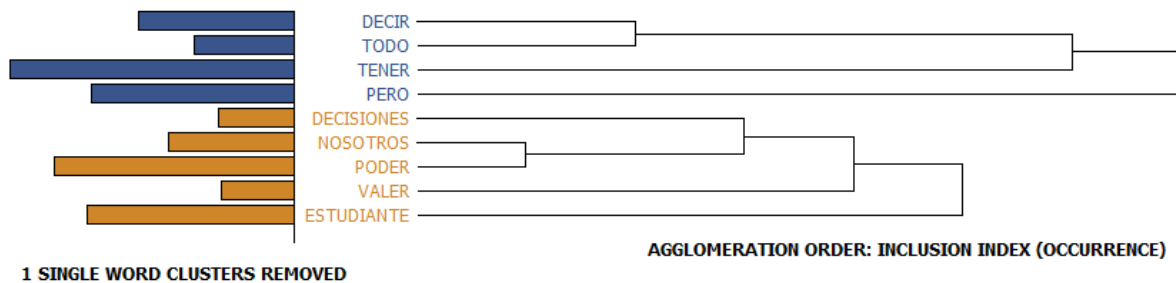 DECIR
TODO
TENER
PERO
DECISIONES
NOSOTROS
PODER
VALER
ESTUDIANTE
AGGLOMERATION ORDER: INCLUSION INDEX (OCCURRENCE)
1 SINGLE WORD CLUSTERS REMOVED